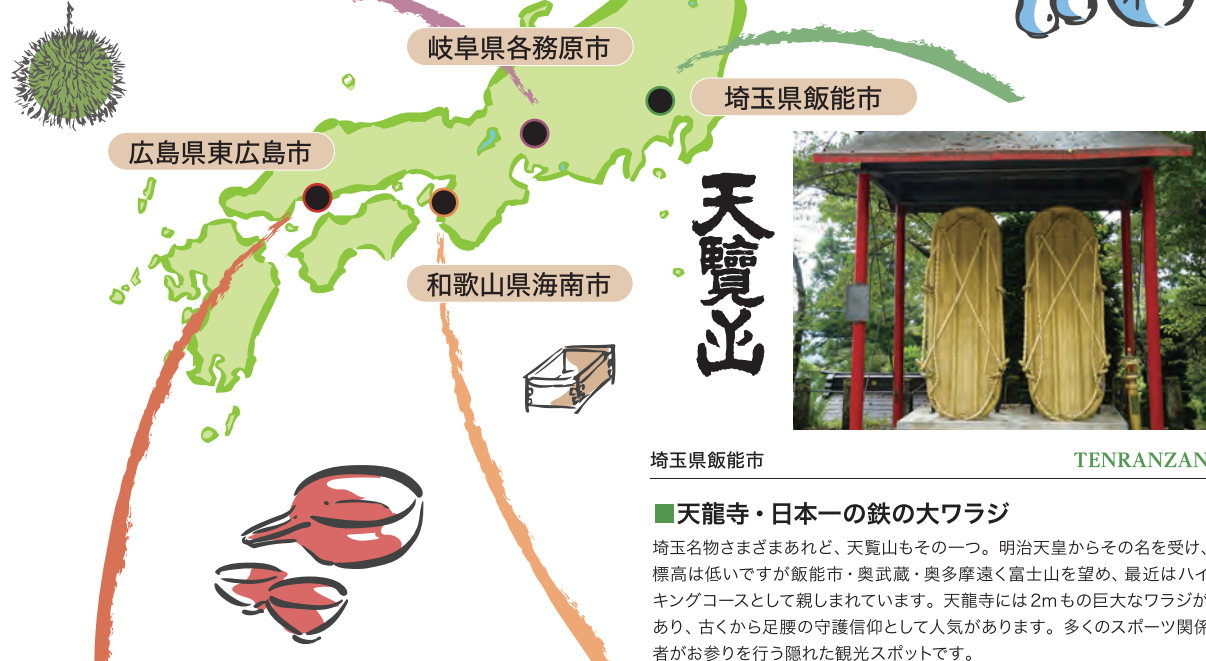 岐阜県各務原市
埼玉県飯能市
広島県東広島市
和歌山県海南市
天覽山
埼玉県飯能市
TENRANZAN
■天龍寺・日本一の鉄の大ワラジ
埼玉名物さまざまあれど、天覧山もその一つ。明治天皇からその名を受け、
標高は低いですが飯能市・奥武蔵・奥多摩遠く富士山を望め、最近はハイ
キングコースとして親しまれています。天龍寺には2mもの巨大なワラジが
あり、古くから足腰の守護信仰として人気があります。多くのスポーツ関係
者がお参りを行う隠れた観光スポットです。